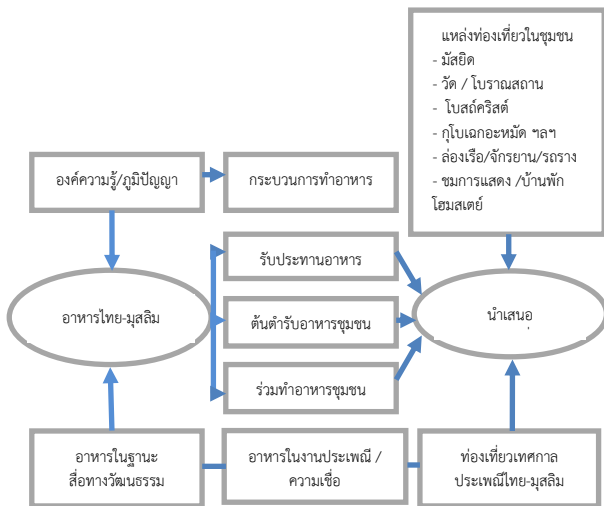 แหล่งท่องเที่ยวในชุมชน
- มัสยิด
- วัด / โบราณสถาน
- โบสถ์คริสต์
- กุโบเฉกอะหมัด ฯลฯ
- ล่องเรือ/จักรยาน/รถราง
- ชมการแสดง /บ้านพัก
โฮมสเตย์
องค์ความรู้/ภูมิปัญญา
กระบวนการทำอาหาร
รับประทานอาหาร
อาหารไทย-มุสลิม
ต้นตำรับอาหารชุมชน
นำเสนอ
ร่วมทำอาหารชุมชน
อาหารในฐานะ
สื่อทางวัฒนธรรม
อาหารในงานประเพณี /
ความเชื่อ
ท่องเที่ยวเทศกาล
ประเพณีไทย-มุสลิม